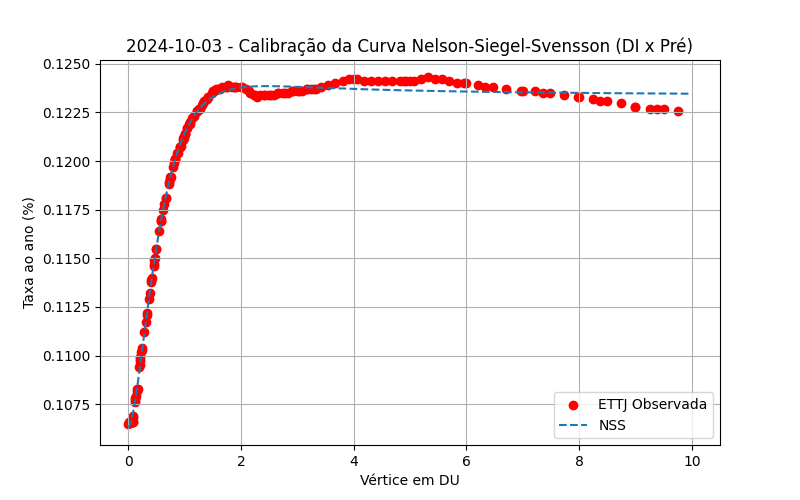 2024-10-03 - Calibração da Curva Nelson-Siegel-Svensson (DI x Pré)
Taxa ao ano (%)
0.1250
0.1225
0.1200
0.1175
0.1150
0.1125
0.1100
0.1075
ETTJ Observada
NSS
0 2 4 6 8 10
Vértice em DU